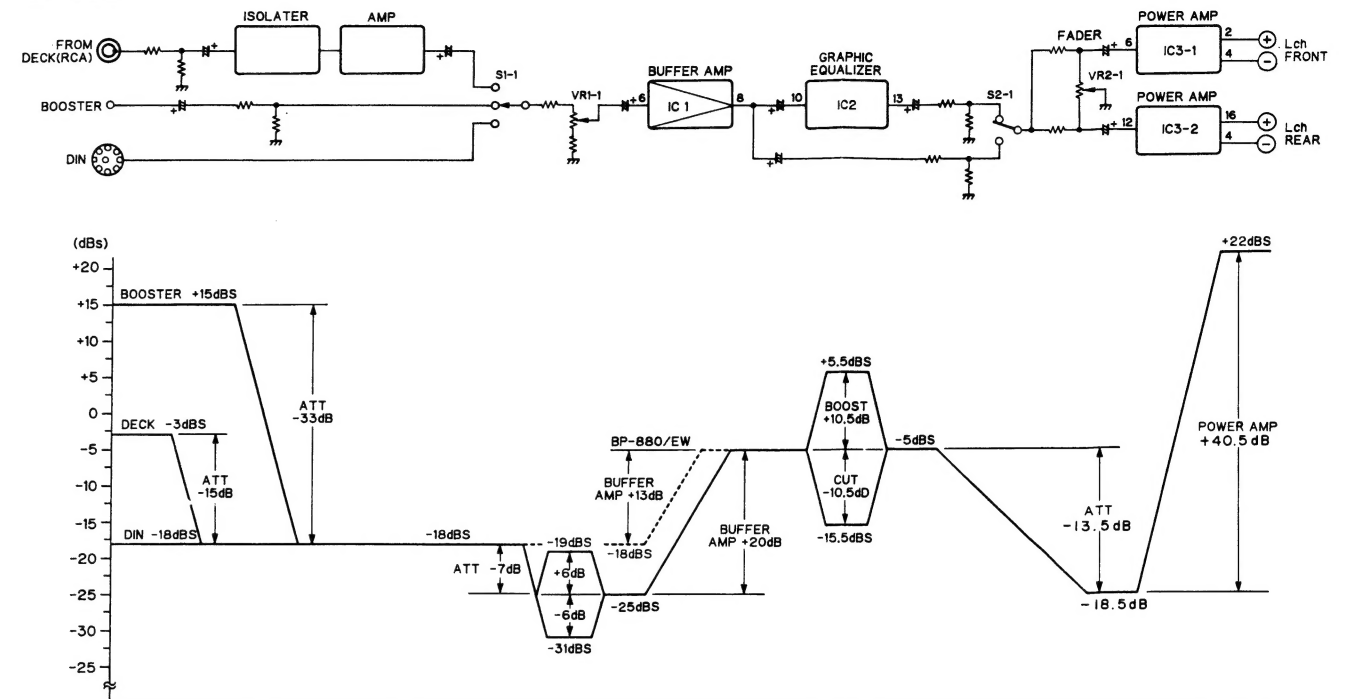 ISOLATER
AMP
POWER AMP
FROM
DECK(RCA)
+
+
S1-1
FADER
+ 6
IC3-1
2
4
+
−
Lch
FRONT
BUFFER AMP
GRAPHIC
EQUALIZER
BOOSTER
+
VR1-1
+6
IC 1
8
+
10
IC2
13
+
S2-1
VR2-1
POWER AMP
+ 12
IC3-2
16
4
+
−
Lch
REAR
DIN
+
(dBs)
+20
+15
+10
+5
0
-5
-10
-15
-20
-25
-30
-25
BOOSTER +15dBS
ATT
-33dB
DECK -3dBS
ATT
-15dB
DIN -18dBS
-18dBS
ATT -7dB
-19dBS
+6dB
-6dB
-31dBS
-18dBS
-25dBS
BP-880/EW
BUFFER
AMP +13dB
BUFFER
AMP +20dB
+5.5dBS
BOOST
+10.5dB
CUT
-10.5dD
-15.5dBS
-5dBS
ATT
-13.5dB
-18.5dB
+22dBS
POWER AMP
+40.5dB